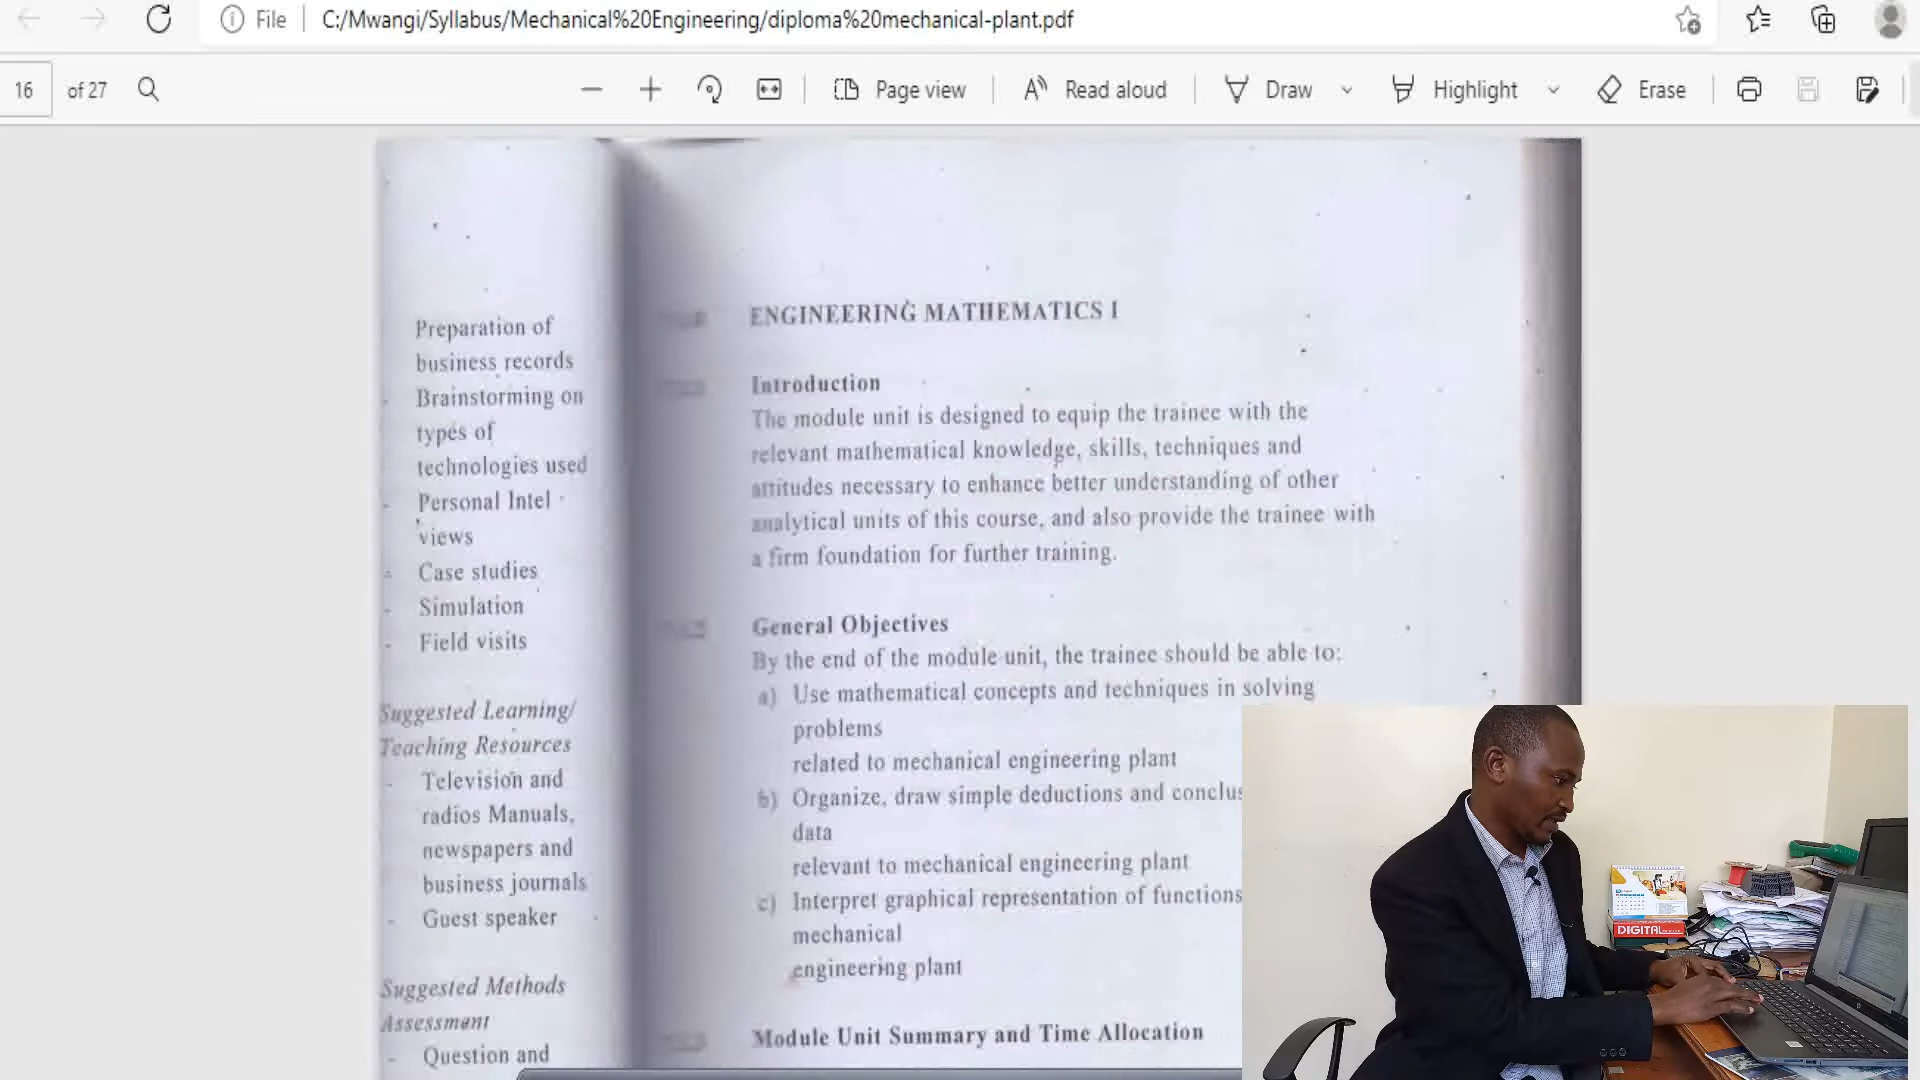 File
C:/Mwangi/Syllabus/Mechanical%20Engineering/diploma%20mechanical-plant.pdf
16 of 27
Page view
Read aloud
Draw
Highlight
Erase
Preparation of
business records
- Brainstorming on
types of
technologies used
- Personal Intel
views
- Case studies
- Simulation
- Field visits
Suggested Learning/
Teaching Resources
- Television and
radios Manuals,
newspapers and
business journals
- Guest speaker
Suggested Methods
Assessment
- Question and
ENGINEERING MATHEMATICS I
Introduction
The module unit is designed to equip the trainee with the
relevant mathematical knowledge, skills, techniques and
attitudes necessary to enhance better understanding of other
analytical units of this course, and also provide the trainee with
a firm foundation for further training.
General Objectives
By the end of the module unit, the trainee should be able to:
a) Use mathematical concepts and techniques in solving
problems
related to mechanical engineering plant
b) Organize, draw simple deductions and conclus
data
relevant to mechanical engineering plant
c) Interpret graphical representation of functions
mechanical
engineering plant
Module Unit Summary and Time Allocation
DIGITAL